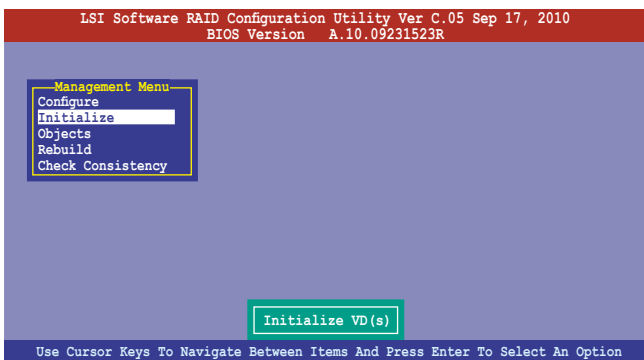 LSI Software RAID Configuration Utility Ver C.05 Sep 17, 2010
BIOS Version A.10.09231523R
Management Menu
Configure
Initialize
Objects
Rebuild
Check Consistency
Initialize VD(s)
Use Cursor Keys To Navigate Between Items And Press Enter To Select An Option